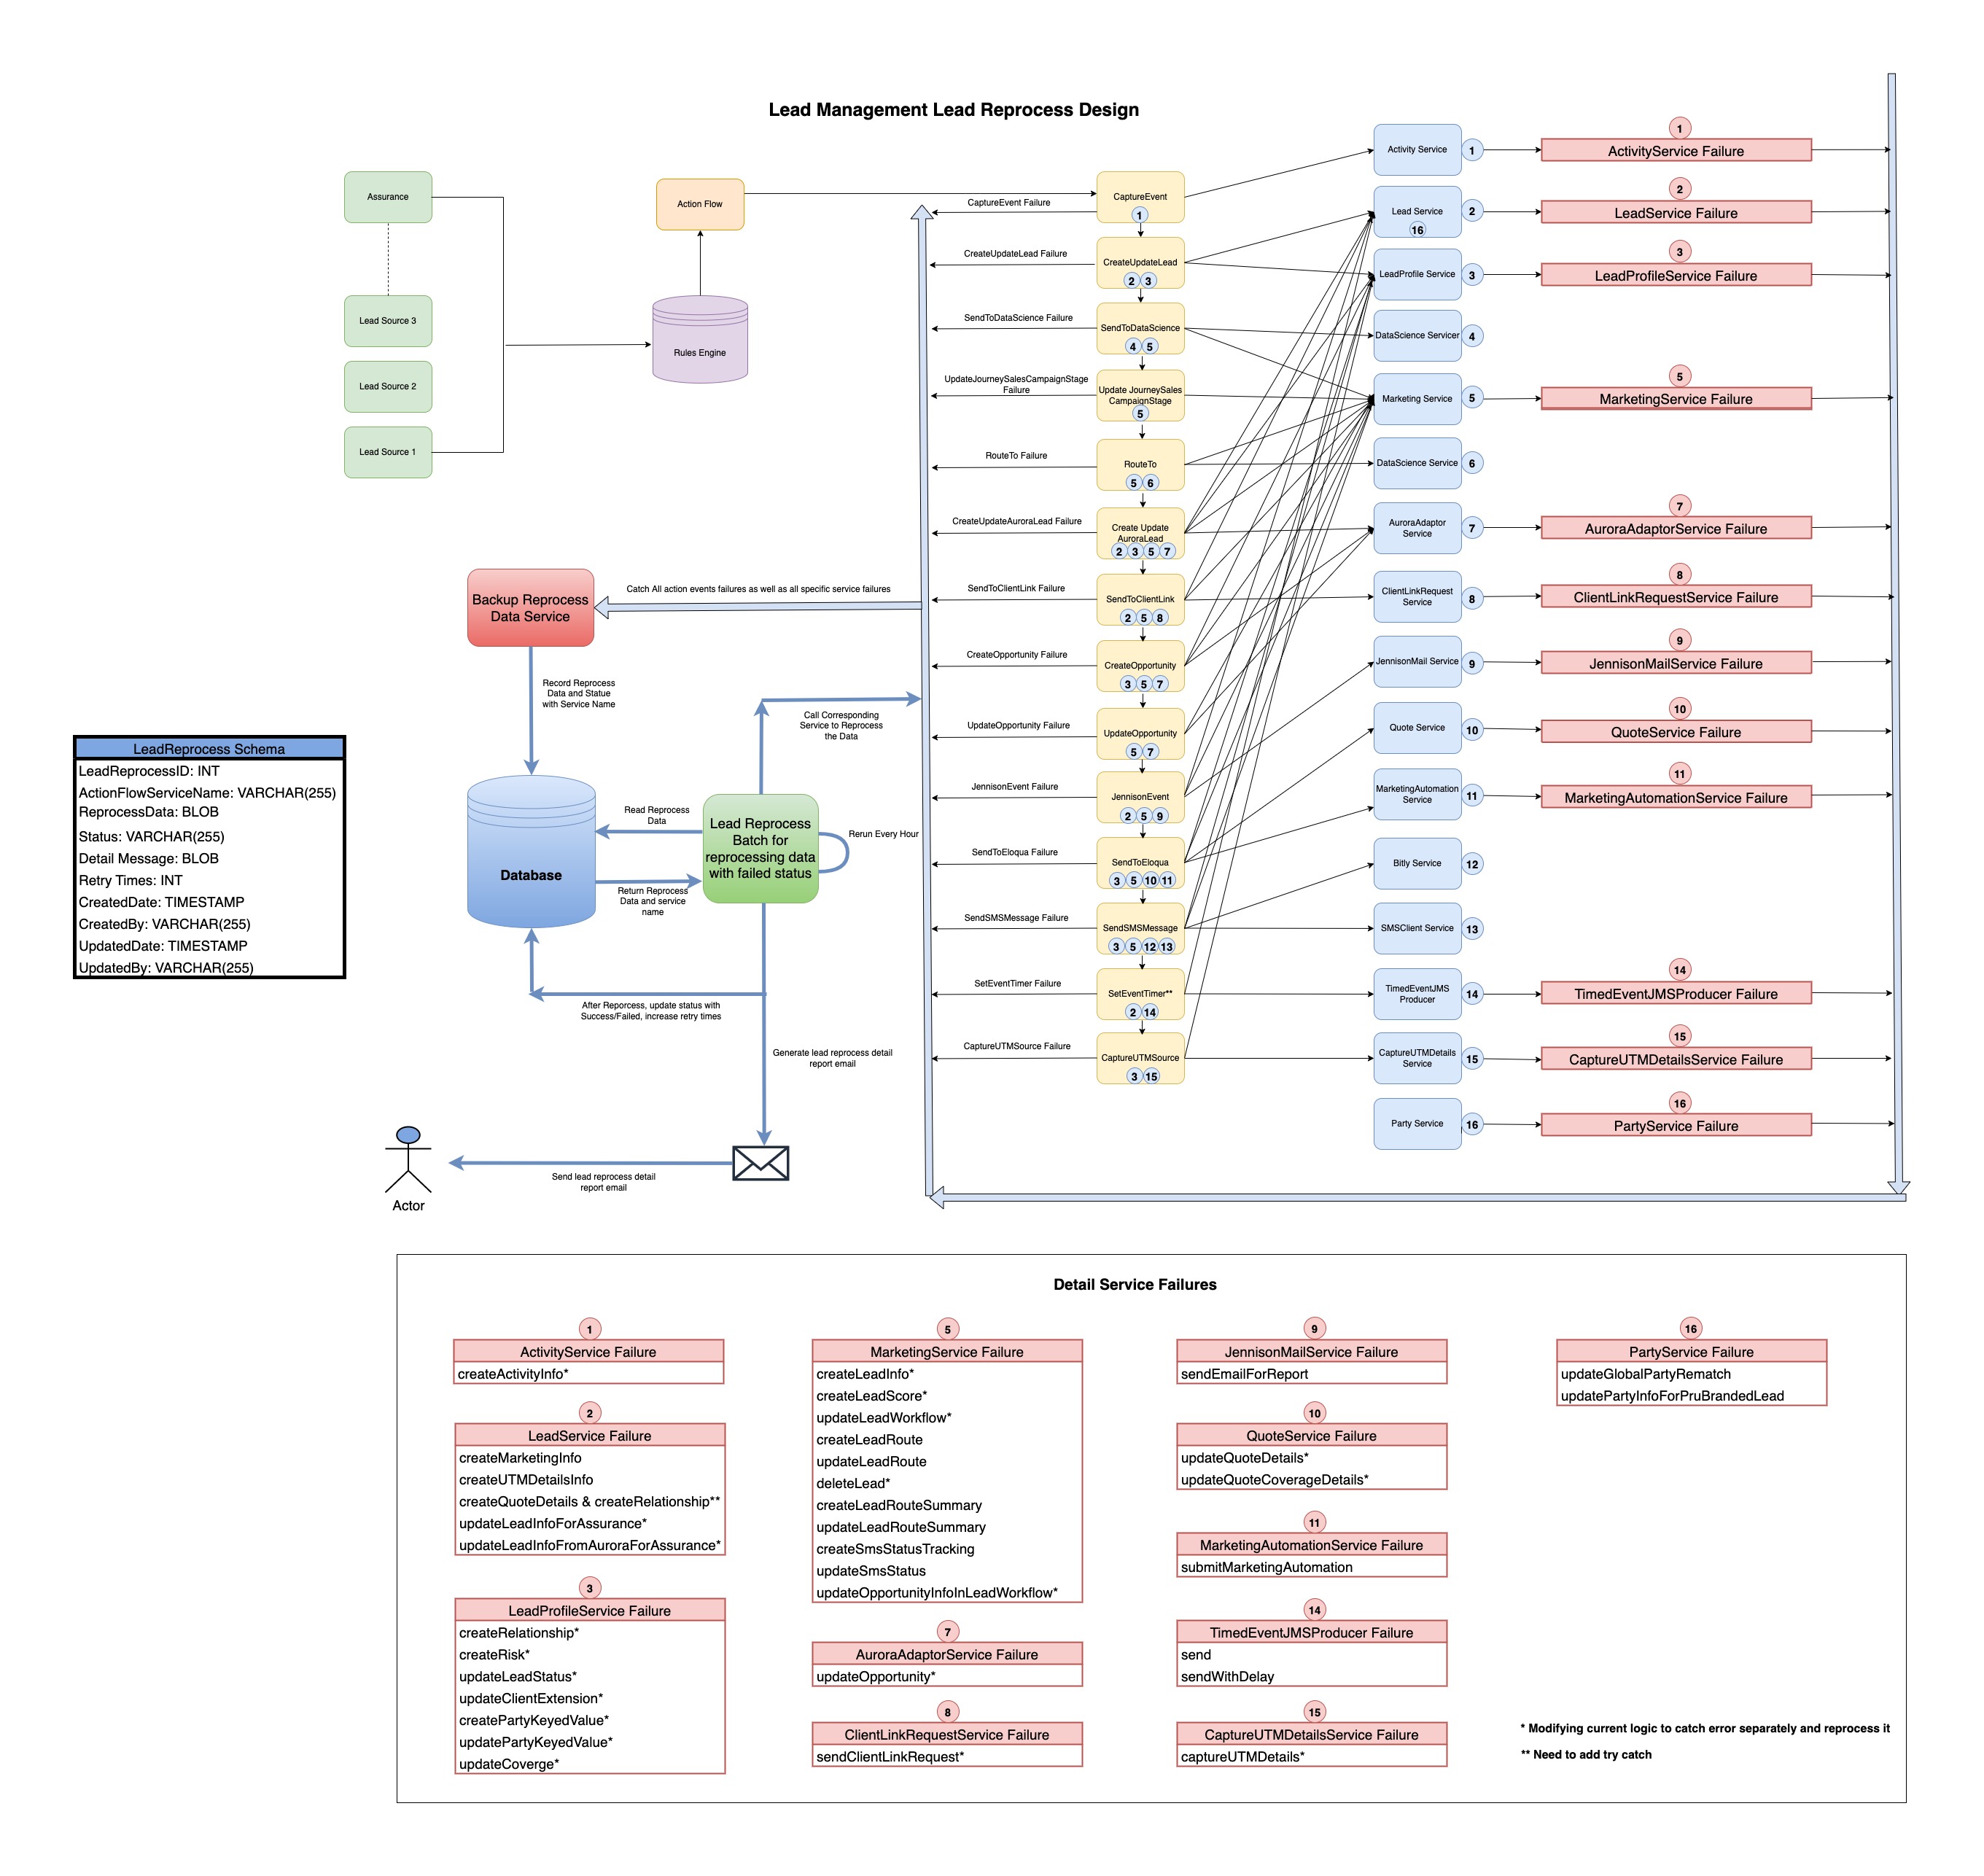 Lead Management Lead Reprocess Design
Assurance
Lead Source 3
Lead Source 2
Lead Source 1
Rules Engine
Action Flow
CaptureEvent
1
CreateUpdateLead
2 3
SendToDataScience
4 5
Update JourneySales
CampaignStage
5
RouteTo
5 6
Create Update
AuroraLead
2 3 5 7
SendToClientLink
2 5 8
CreateOpportunity
3 5 7
UpdateOpportunity
5 7
JennisonEvent
2 5 9
SendToEloqua
3 5 10 11
SendSMSMessage
3 5 12 13
SetEventTimer**
2 14
CaptureUTMSource
3 15
CaptureEvent Failure
CreateUpdateLead Failure
SendToDataScience Failure
UpdateJourneySalesCampaignStage
Failure
RouteTo Failure
CreateUpdateAuroraLead Failure
SendToClientLink Failure
CreateOpportunity Failure
UpdateOpportunity Failure
JennisonEvent Failure
SendToEloqua Failure
SendSMSMessage Failure
SetEventTimer Failure
CaptureUTMSource Failure
Activity Service
1
Lead Service
16
2
LeadProfile Service
3
DataScience Servicer
4
Marketing Service
5
DataScience Service
6
AuroraAdaptor
Service
7
ClientLinkRequest
Service
8
JennisonMail Service
9
Quote Service
10
MarketingAutomation
Service
11
Bitly Service
12
SMSClient Service
13
TimedEventJMS
Producer
14
CaptureUTMDetails
Service
15
Party Service
16
1
ActivityService Failure
2
LeadService Failure
3
LeadProfileService Failure
5
MarketingService Failure
7
AuroraAdaptorService Failure
8
ClientLinkRequestService Failure
9
JennisonMailService Failure
10
QuoteService Failure
11
MarketingAutomationService Failure
14
TimedEventJMSProducer Failure
15
CaptureUTMDetailsService Failure
16
PartyService Failure
Catch All action events failures as well as all specific service failures
Backup Reprocess
Data Service
Record Reprocess
Data and Statue
with Service Name
Call Corresponding
Service to Reprocess
the Data
LeadReprocess Schema
LeadReprocessID: INT
ActionFlowServiceName: VARCHAR(255)
ReprocessData: BLOB
Status: VARCHAR(255)
Detail Message: BLOB
Retry Times: INT
CreatedDate: TIMESTAMP
CreatedBy: VARCHAR(255)
UpdatedDate: TIMESTAMP
UpdatedBy: VARCHAR(255)
Database
Read Reprocess
Data
Return Reprocess
Data and service
name
Lead Reprocess
Batch for
reprocessing data
with failed status
Rerun Every Hour
After Reporcess, update status with
Success/Failed, increase retry times
Generate lead reprocess detail
report email
Send lead reprocess detail
report email
Actor
Detail Service Failures
1
ActivityService Failure
createActivityInfo*
2
LeadService Failure
createMarketingInfo
createUTMDetailsInfo
createQuoteDetails & createRelationship**
updateLeadInfoForAssurance*
updateLeadInfoFromAuroraForAssurance*
3
LeadProfileService Failure
createRelationship*
createRisk*
updateLeadStatus*
updateClientExtension*
createPartyKeyedValue*
updatePartyKeyedValue*
updateCoverge*
5
MarketingService Failure
createLeadInfo*
createLeadScore*
updateLeadWorkflow*
createLeadRoute
updateLeadRoute
deleteLead*
createLeadRouteSummary
updateLeadRouteSummary
createSmsStatusTracking
updateSmsStatus
updateOpportunityInfoInLeadWorkflow*
7
AuroraAdaptorService Failure
updateOpportunity*
8
ClientLinkRequestService Failure
sendClientLinkRequest*
9
JennisonMailService Failure
sendEmailForReport
10
QuoteService Failure
updateQuoteDetails*
updateQuoteCoverageDetails*
11
MarketingAutomationService Failure
submitMarketingAutomation
14
TimedEventJMSProducer Failure
send
sendWithDelay
15
CaptureUTMDetailsService Failure
captureUTMDetails*
16
PartyService Failure
updateGlobalPartyRematch
updatePartyInfoForPruBrandedLead
* Modifying current logic to catch error separately and reprocess it
** Need to add try catch